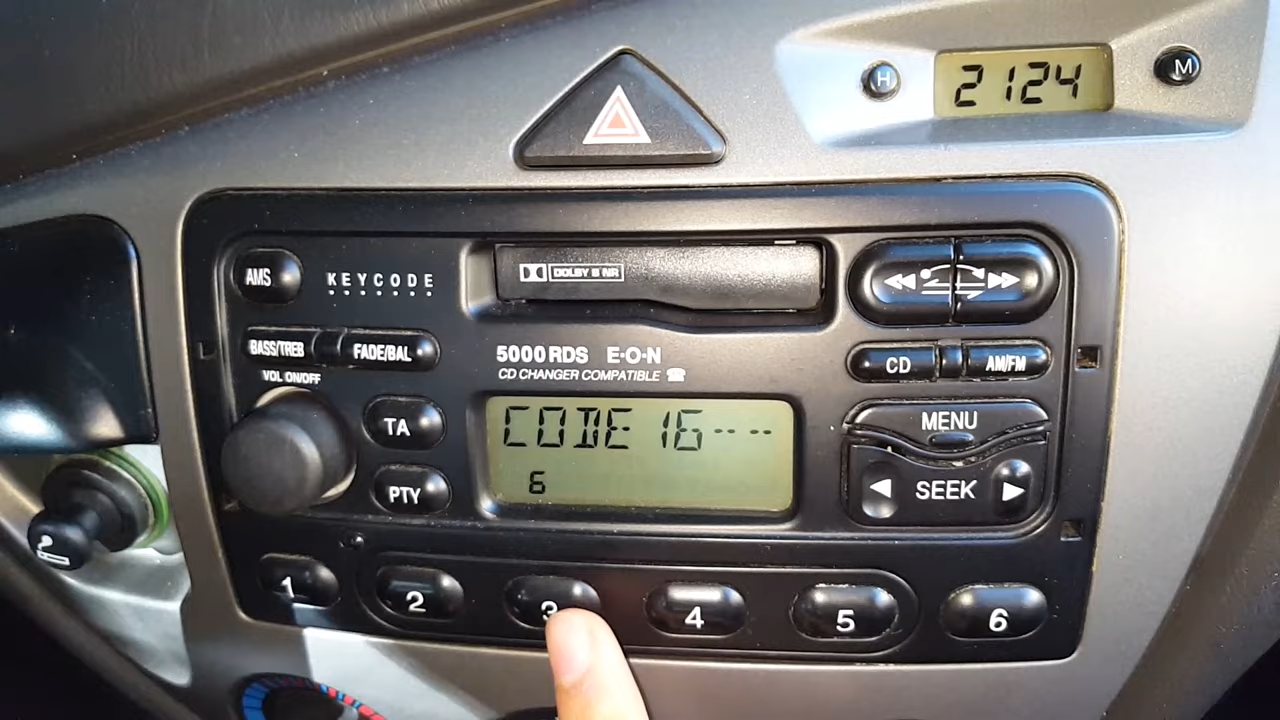 H 2124 M
AMS KEYCODE DOLBY B NR
BASS/TREB FADE/BAL
5000 RDS E·O·N
CD CHANGER COMPATIBLE
CD AM/FM
VOL ON/OFF
TA
CODE 16----
MENU
PTY
6
SEEK
1 2 3 4 5 6